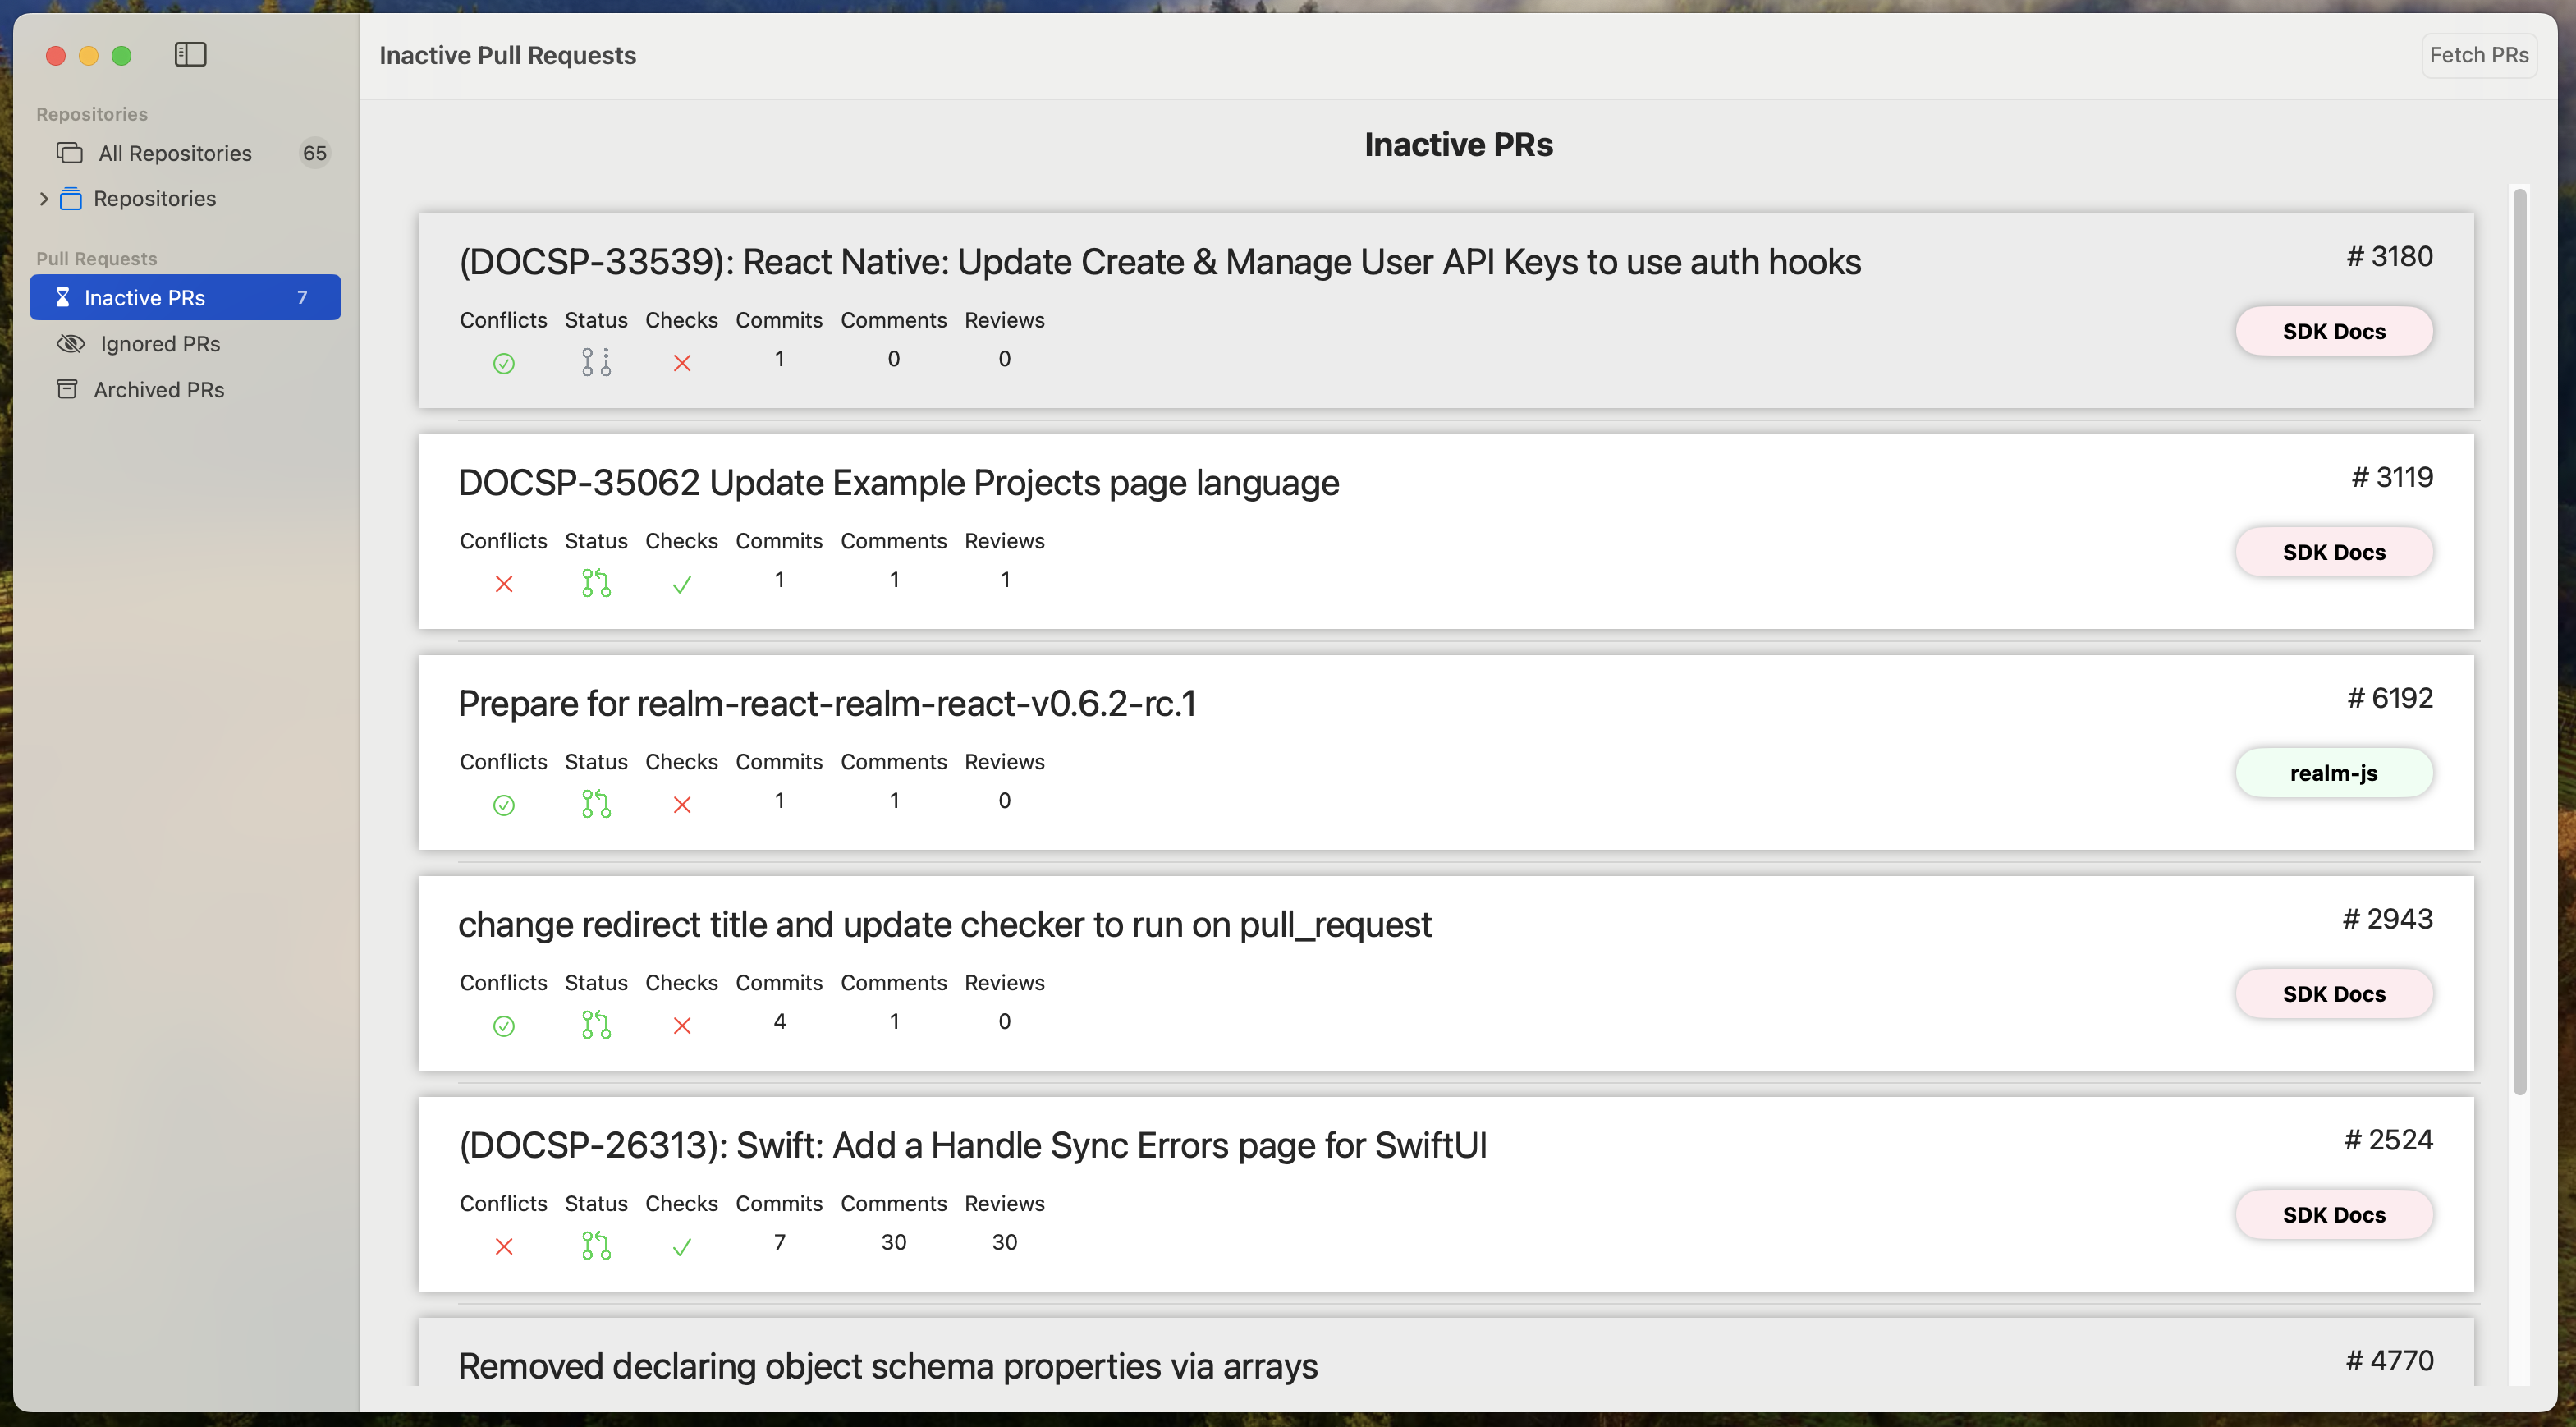 Inactive Pull Requests
Fetch PRs
Repositories
All Repositories 65
Repositories
Pull Requests
Inactive PRs 7
Ignored PRs
Archived PRs
Inactive PRs
(DOCSP-33539): React Native: Update Create & Manage User API Keys to use auth hooks
# 3180
Conflicts Status Checks Commits Comments Reviews
1 0 0
SDK Docs
DOCSP-35062 Update Example Projects page language
# 3119
Conflicts Status Checks Commits Comments Reviews
1 1 1
SDK Docs
Prepare for realm-react-realm-react-v0.6.2-rc.1
# 6192
Conflicts Status Checks Commits Comments Reviews
1 1 0
realm-js
change redirect title and update checker to run on pull_request
# 2943
Conflicts Status Checks Commits Comments Reviews
4 1 0
SDK Docs
(DOCSP-26313): Swift: Add a Handle Sync Errors page for SwiftUI
# 2524
Conflicts Status Checks Commits Comments Reviews
7 30 30
SDK Docs
Removed declaring object schema properties via arrays
# 4770